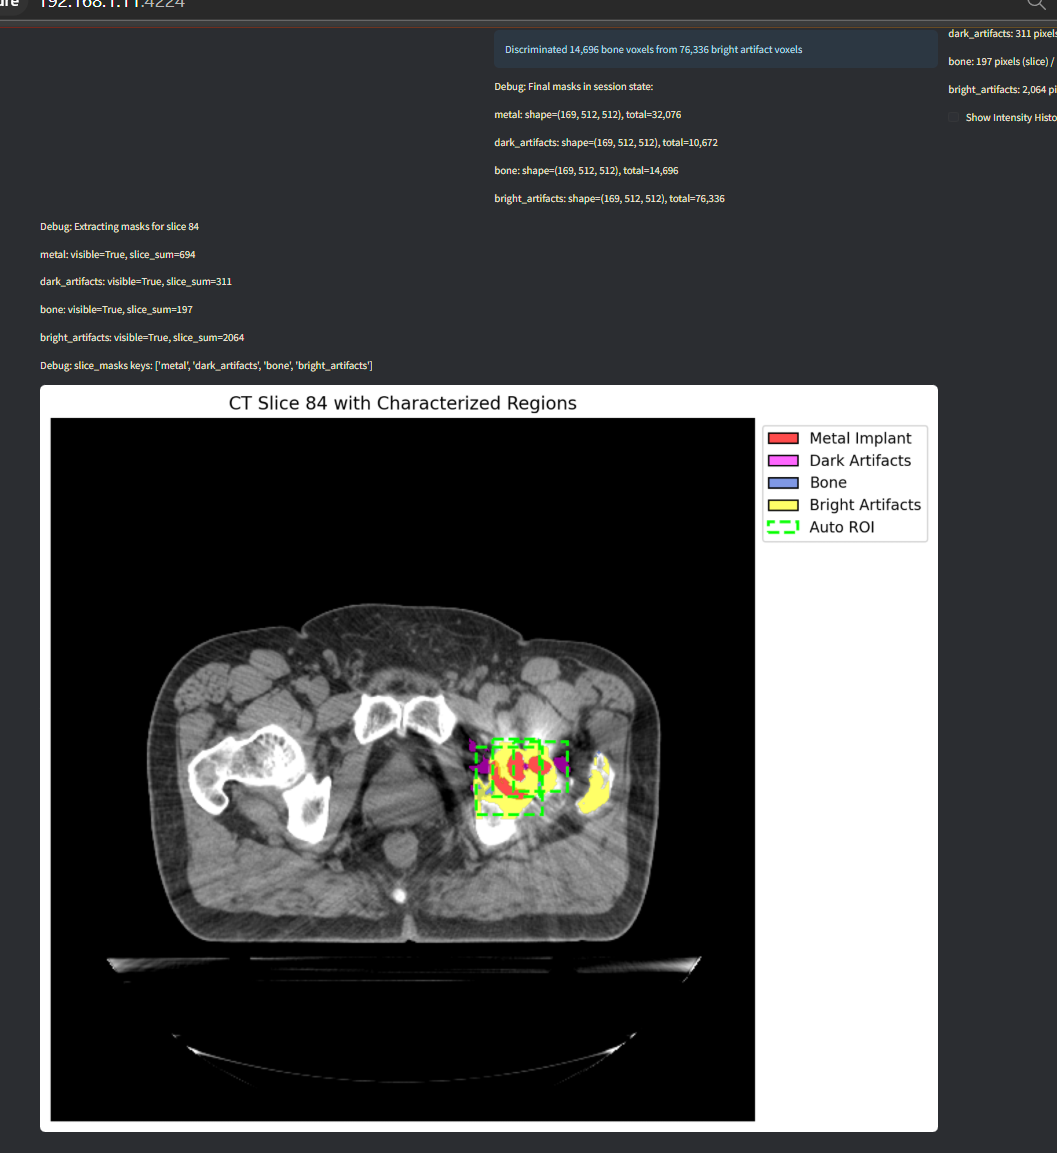 192.168.1.11:4224
dark_artifacts: 311 pixels
Discriminated 14,696 bone voxels from 76,336 bright artifact voxels
bone: 197 pixels (slice) /
Debug: Final masks in session state:
bright_artifacts: 2,064
metal: shape=(169, 512, 512), total=32,076
Show Intensity
dark_artifacts: shape=(169, 512, 512), total=10,672
bone: shape=(169, 512, 512), total=14,696
bright_artifacts: shape=(169, 512, 512), total=76,336
Debug: Extracting masks for slice 84
metal: visible=True, slice_sum=694
dark_artifacts: visible=True, slice_sum=311
bone: visible=True, slice_sum=197
bright_artifacts: visible=True, slice_sum=2064
Debug: slice_masks keys: ['metal', 'dark_artifacts', 'bone', 'bright_artifacts']
CT Slice 84 with Characterized Regions
Metal Implant
Dark Artifacts
Bone
Bright Artifacts
Auto ROI